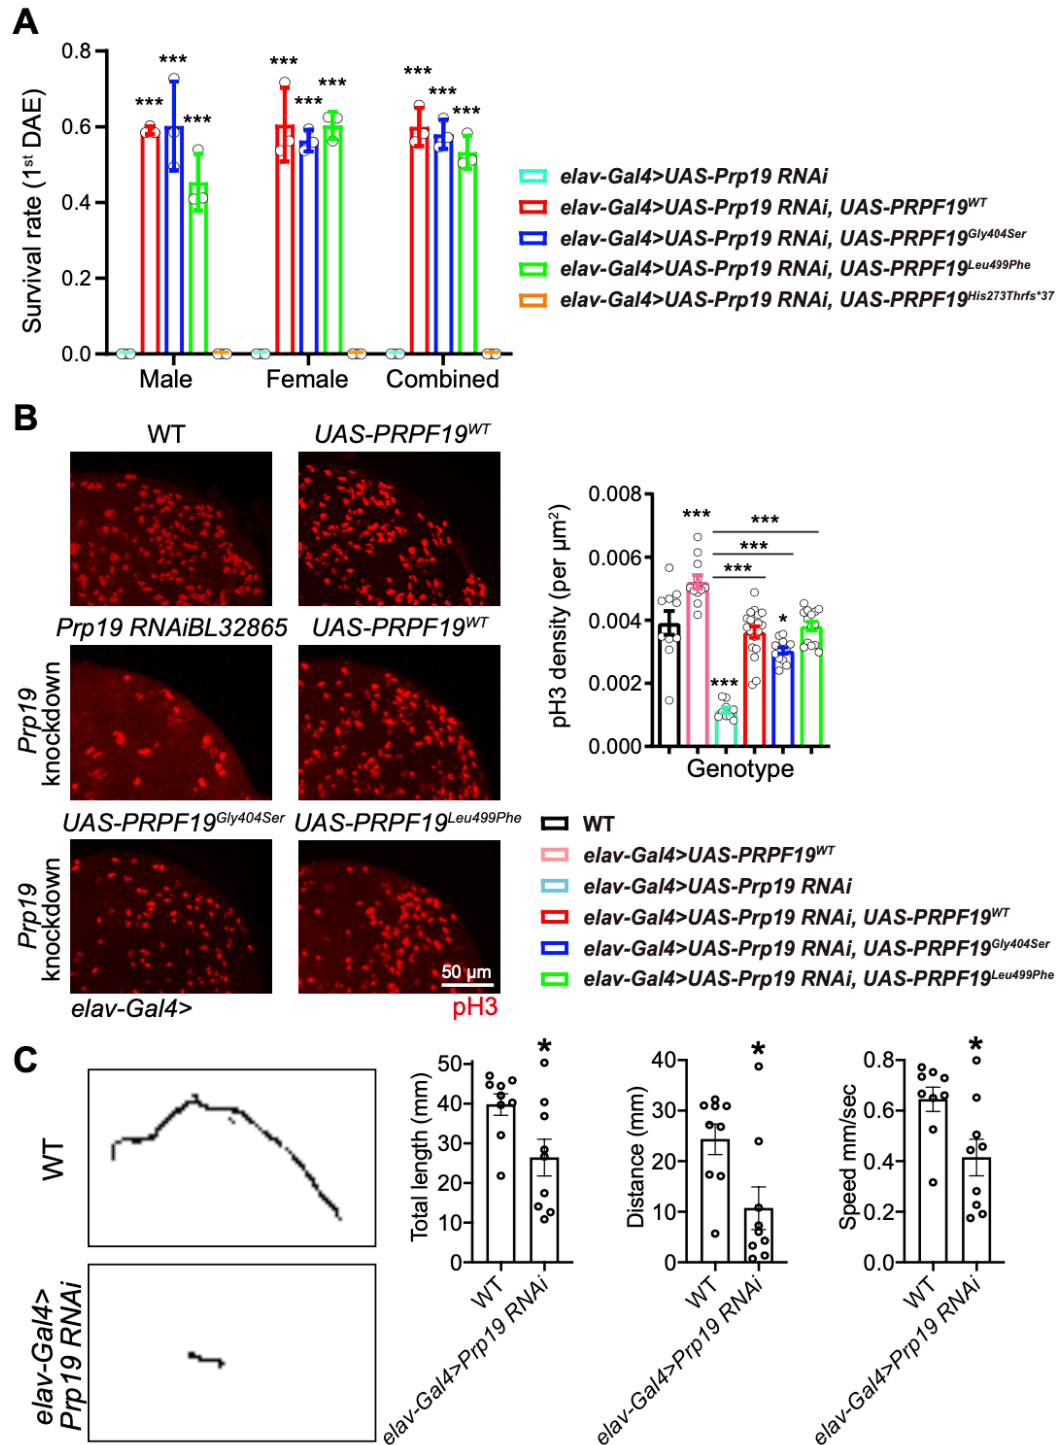 A
Survival rate (1st DAE)
0.8
0.6
0.4
0.2
0.0
***
***
***
***
***
***
***
***
***
Male
Female
Combined
elav-Gal4>UAS-Prp19 RNAi
elav-Gal4>UAS-Prp19 RNAi, UAS-PRPF19WT
elav-Gal4>UAS-Prp19 RNAi, UAS-PRPF19Gly404Ser
elav-Gal4>UAS-Prp19 RNAi, UAS-PRPF19Leu499Phe
elav-Gal4>UAS-Prp19 RNAi, UAS-PRPF19His273Thrfs*37
B
WT
UAS-PRPF19WT
Prp19 RNAiBL32865
UAS-PRPF19WT
Prp19
knockdown
UAS-PRPF19Gly404Ser
UAS-PRPF19Leu499Phe
Prp19
knockdown
50 µm
elav-Gal4>
pH3
pH3 density (per µm2)
0.008
0.006
0.004
0.002
0.000
***
***
***
***
***
*
Genotype
WT
elav-Gal4>UAS-PRPF19WT
elav-Gal4>UAS-Prp19 RNAi
elav-Gal4>UAS-Prp19 RNAi, UAS-PRPF19WT
elav-Gal4>UAS-Prp19 RNAi, UAS-PRPF19Gly404Ser
elav-Gal4>UAS-Prp19 RNAi, UAS-PRPF19Leu499Phe
C
WT
elav-Gal4>
Prp19 RNAi
Total length (mm)
50
40
30
20
10
0
*
WT
elav-Gal4>Prp19 RNAi
Distance (mm)
40
30
20
10
0
*
WT
elav-Gal4>Prp19 RNAi
Speed mm/sec
0.8
0.6
0.4
0.2
0.0
*
WT
elav-Gal4>Prp19 RNAi